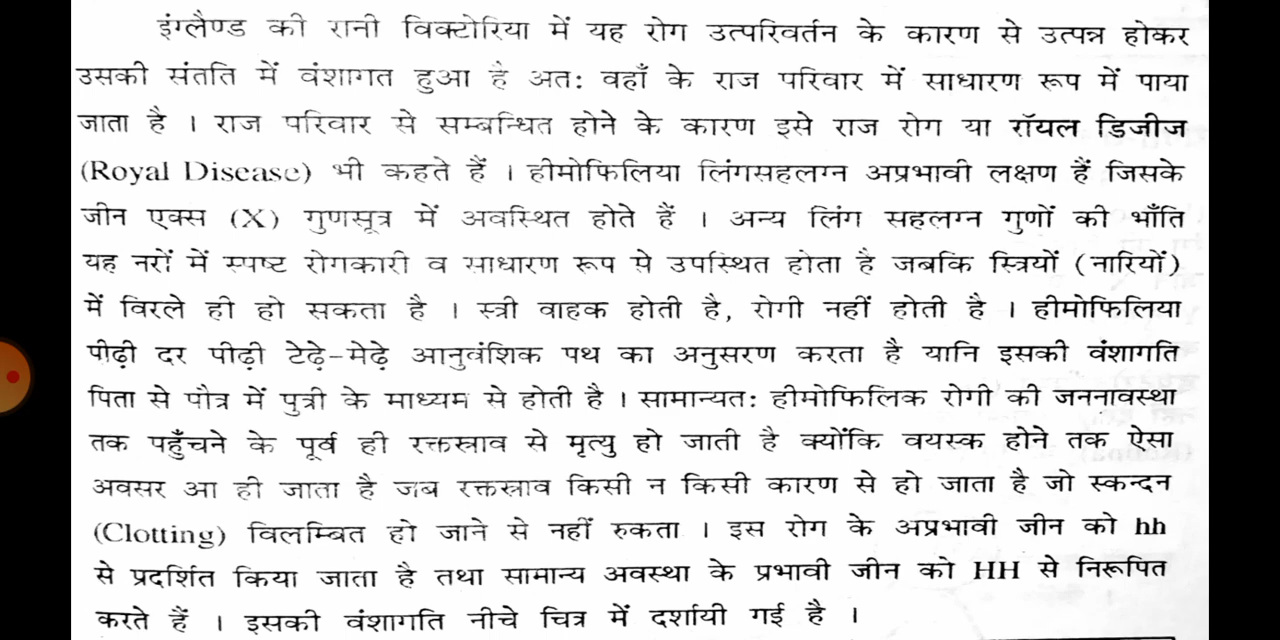 इंग्लैण्ड की रानी विक्टोरिया में यह रोग उत्परिवर्तन के कारण से उत्पन्न होकर
उसकी संतति में वंशागत हुआ है अत: वहाँ के राज परिवार में साधारण रूप में पाया
जाता है । राज परिवार से सम्बन्धित होने के कारण इसे राज रोग या रॉयल डिजीज
(Royal Disease) भी कहते हैं । हीमोफिलिया लिंगसहलग्न अप्रभावी लक्षण हैं जिसके
जीन एक्स (X) गुणसूत्र में अवस्थित होते हैं । अन्य लिंग सहलग्न गुणों की भाँति
यह नरों में स्पष्ट रोगकारी व साधारण रूप से उपस्थित होता है जबकि स्त्रियों (नारियों)
में विरले ही हो सकता है । स्त्री वाहक होती है, रोगी नहीं होती है । हीमोफिलिया
पीढ़ी दर पीढ़ी टेढ़े-मेढ़े आनुवंशिक पथ का अनुसरण करता है यानि इसकी वंशागति
पिता से पौत्र में पुत्री के माध्यम से होती है । सामान्यत: हीमोफिलिक रोगी की जननावस्था
तक पहुँचने के पूर्व ही रक्तस्राव से मृत्यु हो जाती है क्योंकि वयस्क होने तक ऐसा
अवसर आ ही जाता है जब रक्तस्राव किसी न किसी कारण से हो जाता है जो स्कन्दन
(Clotting) विलम्बित हो जाने से नहीं रुकता । इस रोग के अप्रभावी जीन को hh
से प्रदर्शित किया जाता है तथा सामान्य अवस्था के प्रभावी जीन को HH से निरूपित
करते हैं । इसकी वंशागति नीचे चित्र में दर्शायी गई है ।